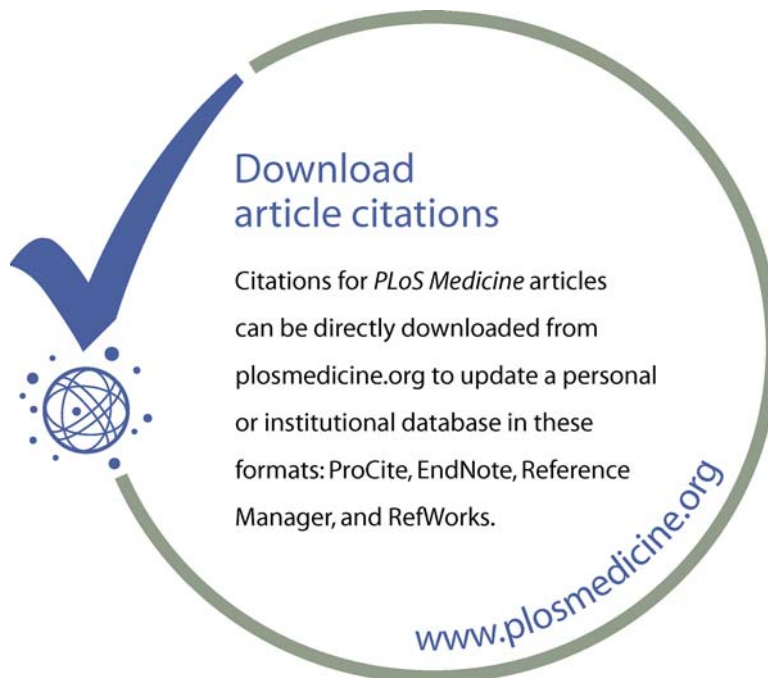 Download
article citations
Citations for PLoS Medicine articles
can be directly downloaded from
plosmedicine.org to update a personal
or institutional database in these
formats: ProCite, EndNote, Reference
Manager, and RefWorks.
www.plosmedicine.org